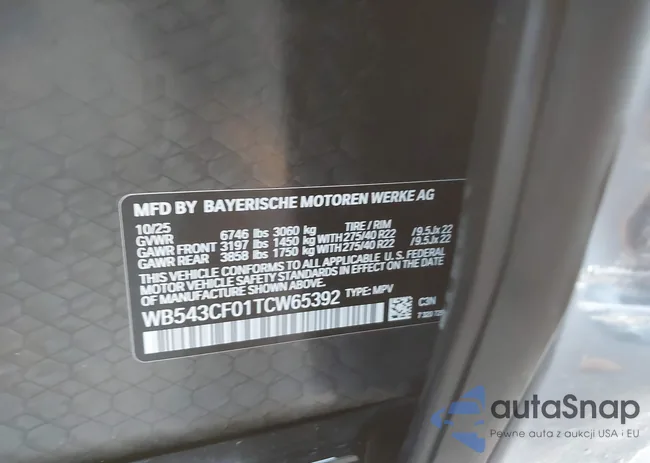 MFD BY BAYERISCHE MOTOREN WERKE AG
10/25 TIRE / RIM
GVWR 6746 lbs 3060 kg
GAWR FRONT 3197 lbs 1450 kg WITH 275/40 R22 /9.5Jx22
GAWR REAR 3858 lbs 1750 kg WITH 275/40 R22 /9.5Jx22
THIS VEHICLE CONFORMS TO ALL APPLICABLE U.S. FEDERAL
MOTOR VEHICLE SAFETY STANDARDS IN EFFECT ON THE DATE
OF MANUFACTURE SHOWN ABOVE.
WB543CF01TCW65392 TYPE: MPV
C3N
autaSnap
Pewne auta z aukcji USA i EU